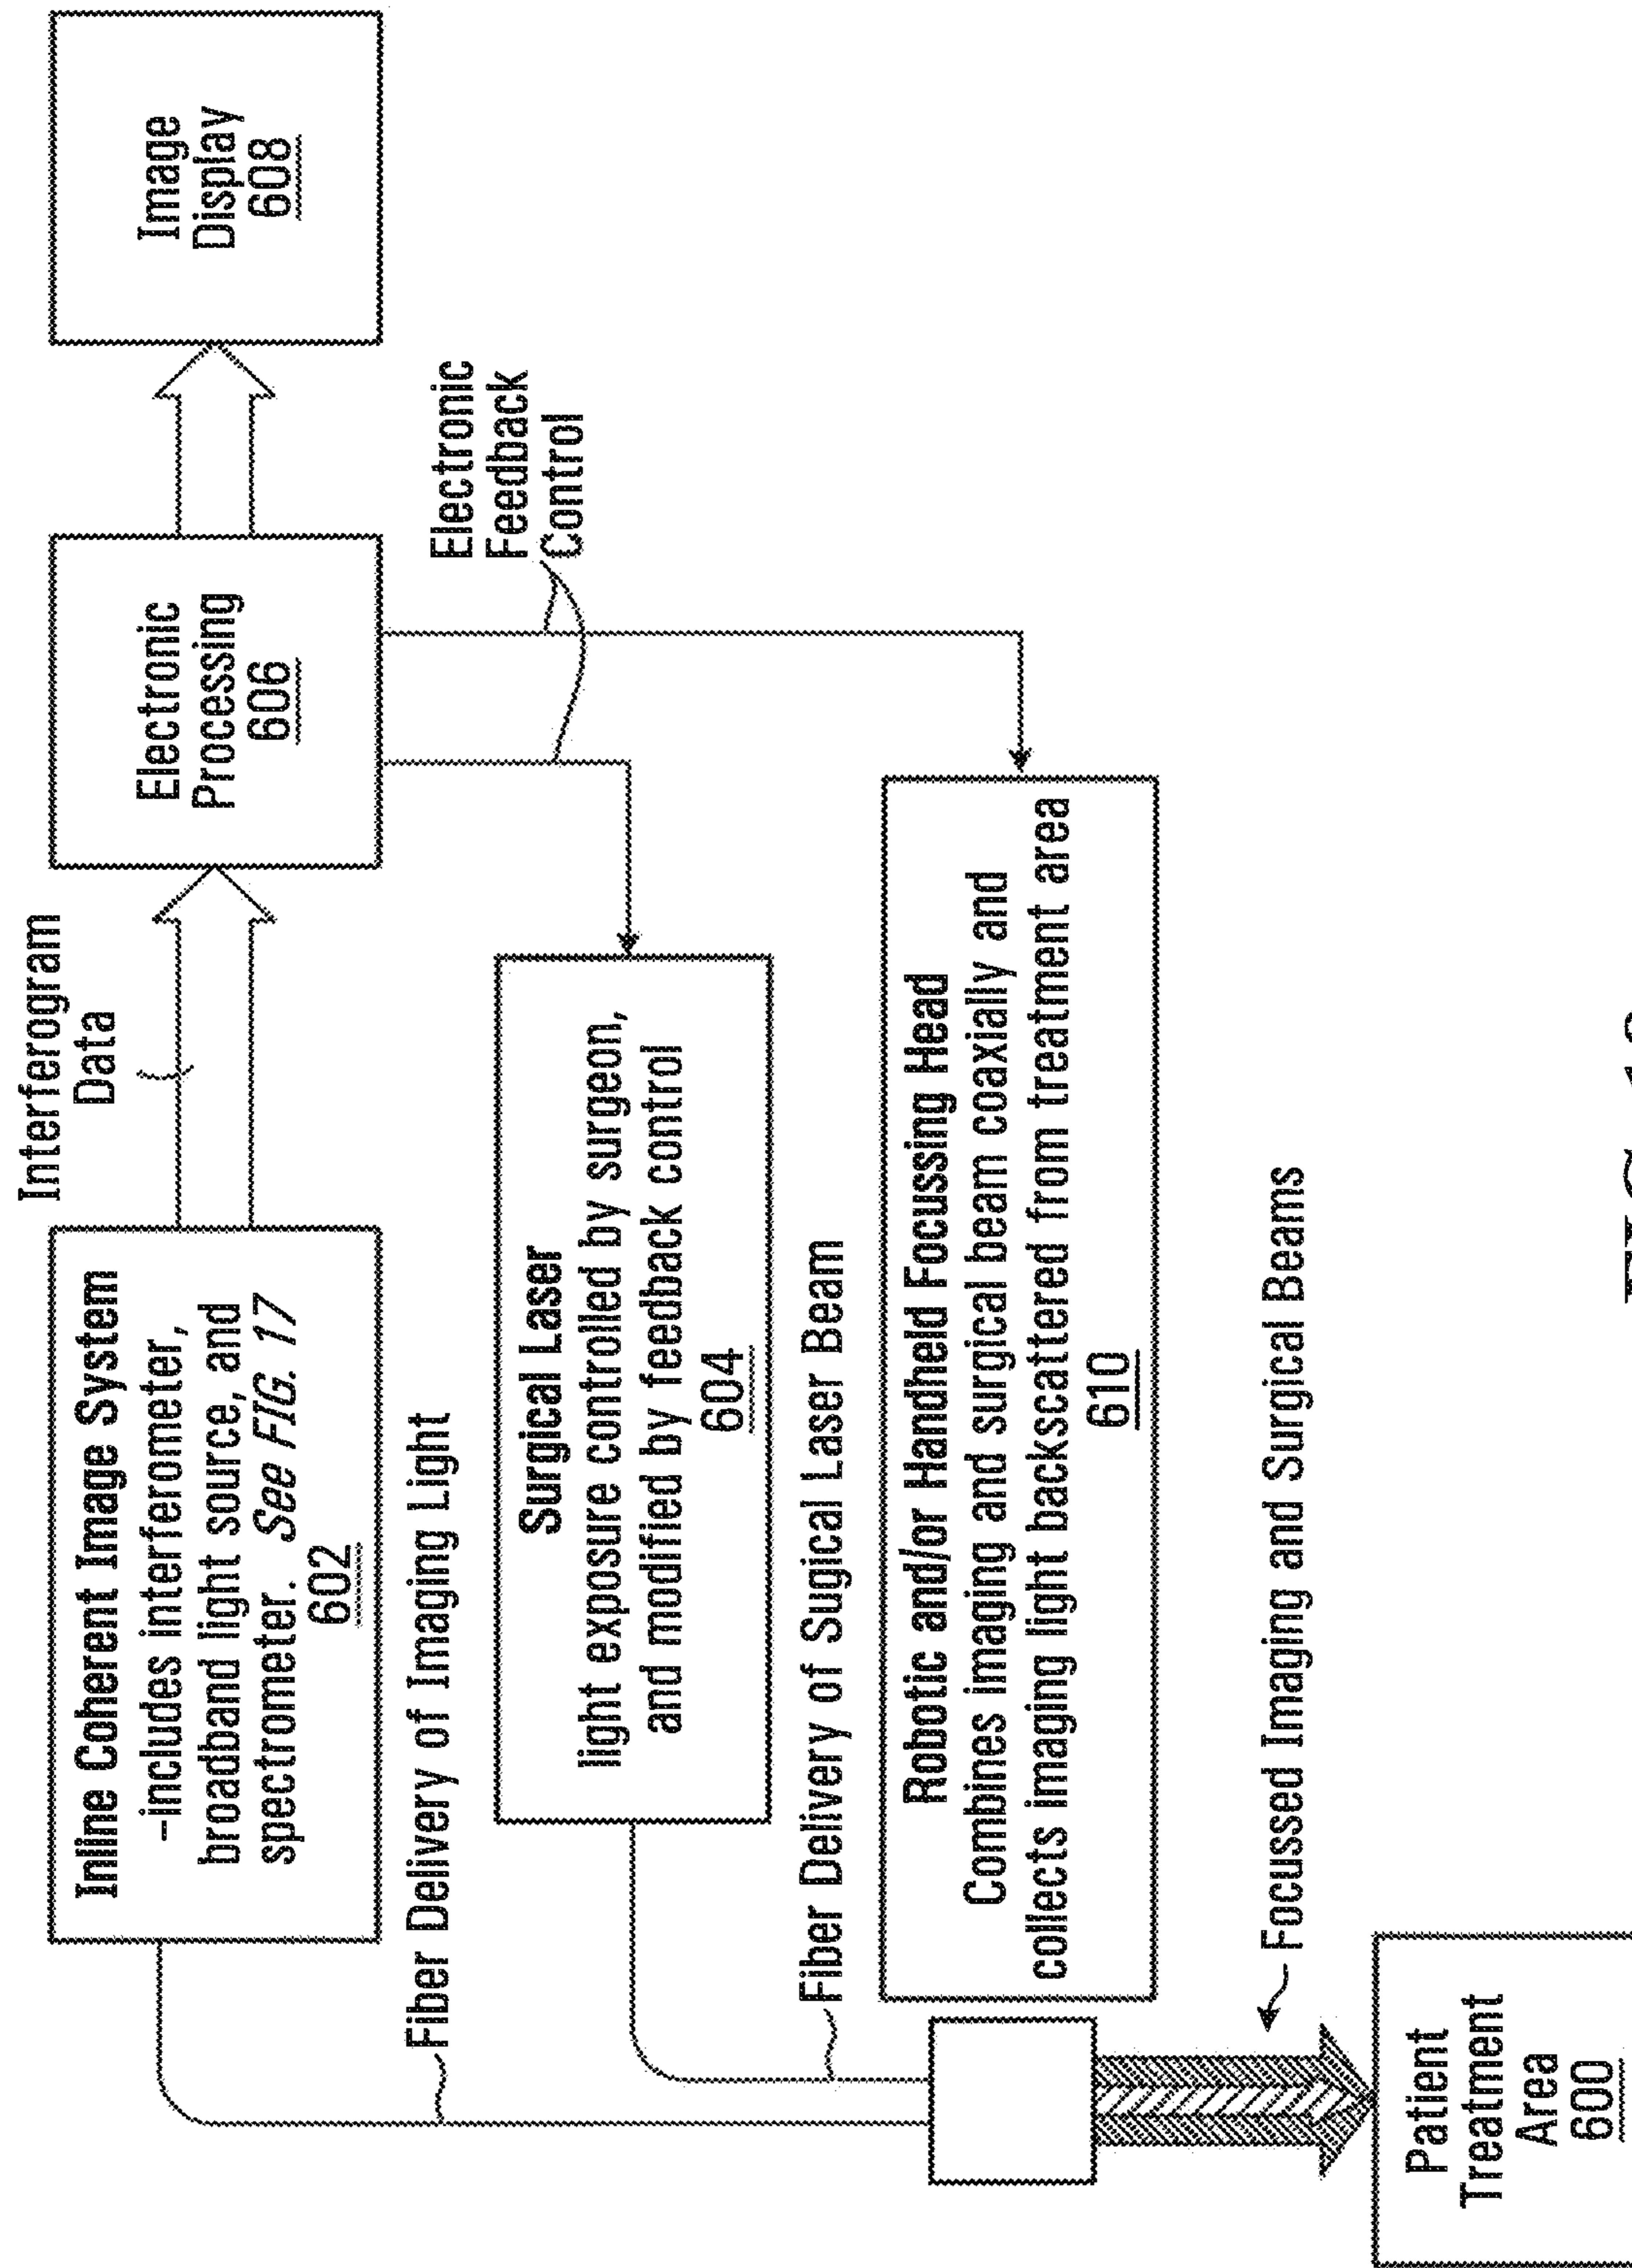 Inline Coherent Image System
-includes interferometer,
broadband light source, and
spectrometer. See FIG. 17
602
Interferogram
Data
Electronic
Processing
606
Image
Display
608
Electronic
Feedback
Control
Fiber Delivery of Imaging Light
Surgical Laser
light exposure controlled by surgeon,
and modified by feedback control
604
Fiber Delivery of Sugical Laser Beam
Robotic and/or Handheld Focussing Head
Combines imaging and surgical beam coaxially and
collects imaging light backscattered from treatment area
610
Focussed Imaging and Surgical Beams
Patient
Treatment
Area
600